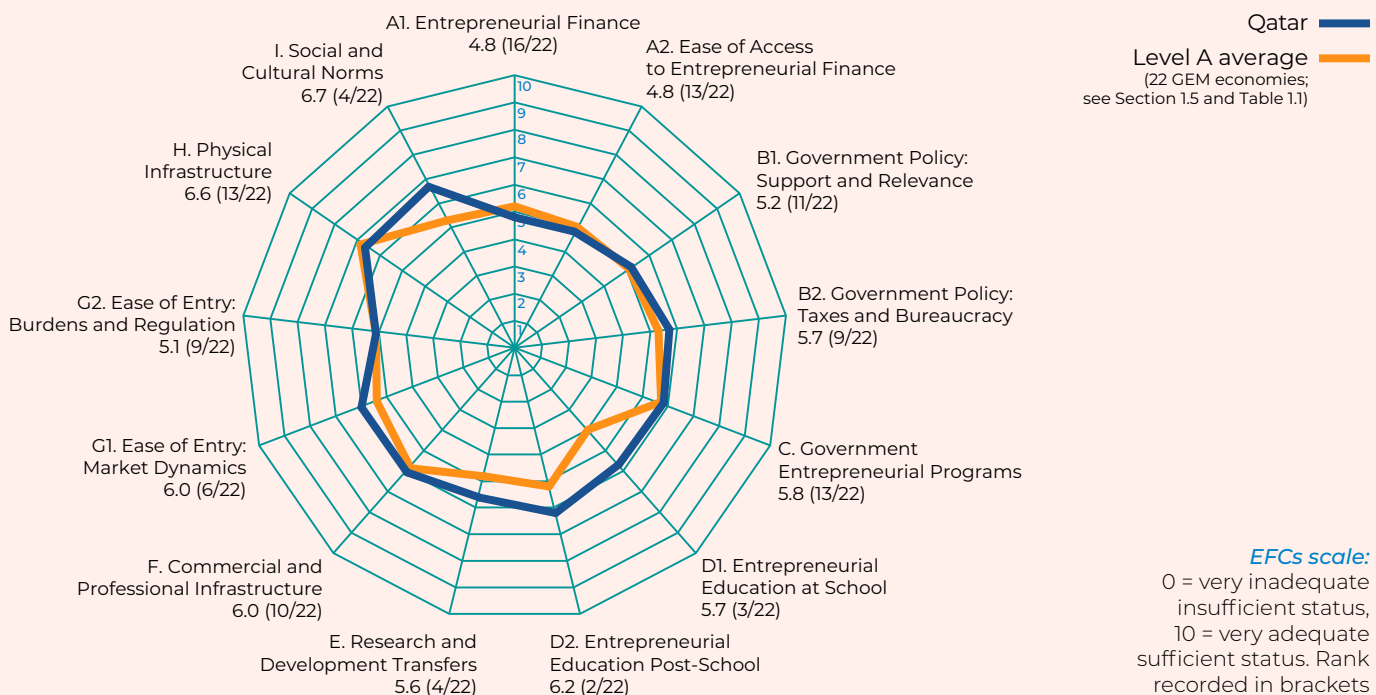 A1. Entrepreneurial Finance
4.8 (16/22)
A2. Ease of Access
to Entrepreneurial Finance
4.8 (13/22)
B1. Government Policy:
Support and Relevance
5.2 (11/22)
B2. Government Policy:
Taxes and Bureaucracy
5.7 (9/22)
C. Government
Entrepreneurial Programs
5.8 (13/22)
D1. Entrepreneurial
Education at School
5.7 (3/22)
D2. Entrepreneurial
Education Post-School
6.2 (2/22)
E. Research and
Development Transfers
5.6 (4/22)
F. Commercial and
Professional Infrastructure
6.0 (10/22)
G1. Ease of Entry:
Market Dynamics
6.0 (6/22)
G2. Ease of Entry:
Burdens and Regulation
5.1 (9/22)
H. Physical
Infrastructure
6.6 (13/22)
I. Social and
Cultural Norms
6.7 (4/22)
10
9
8
7
6
5
4
3
2
1
Qatar
Level A average
(22 GEM economies;
see Section 1.5 and Table 1.1)
EFCs scale:
0 = very inadequate
insufficient status,
10 = very adequate
sufficient status. Rank
recorded in brackets